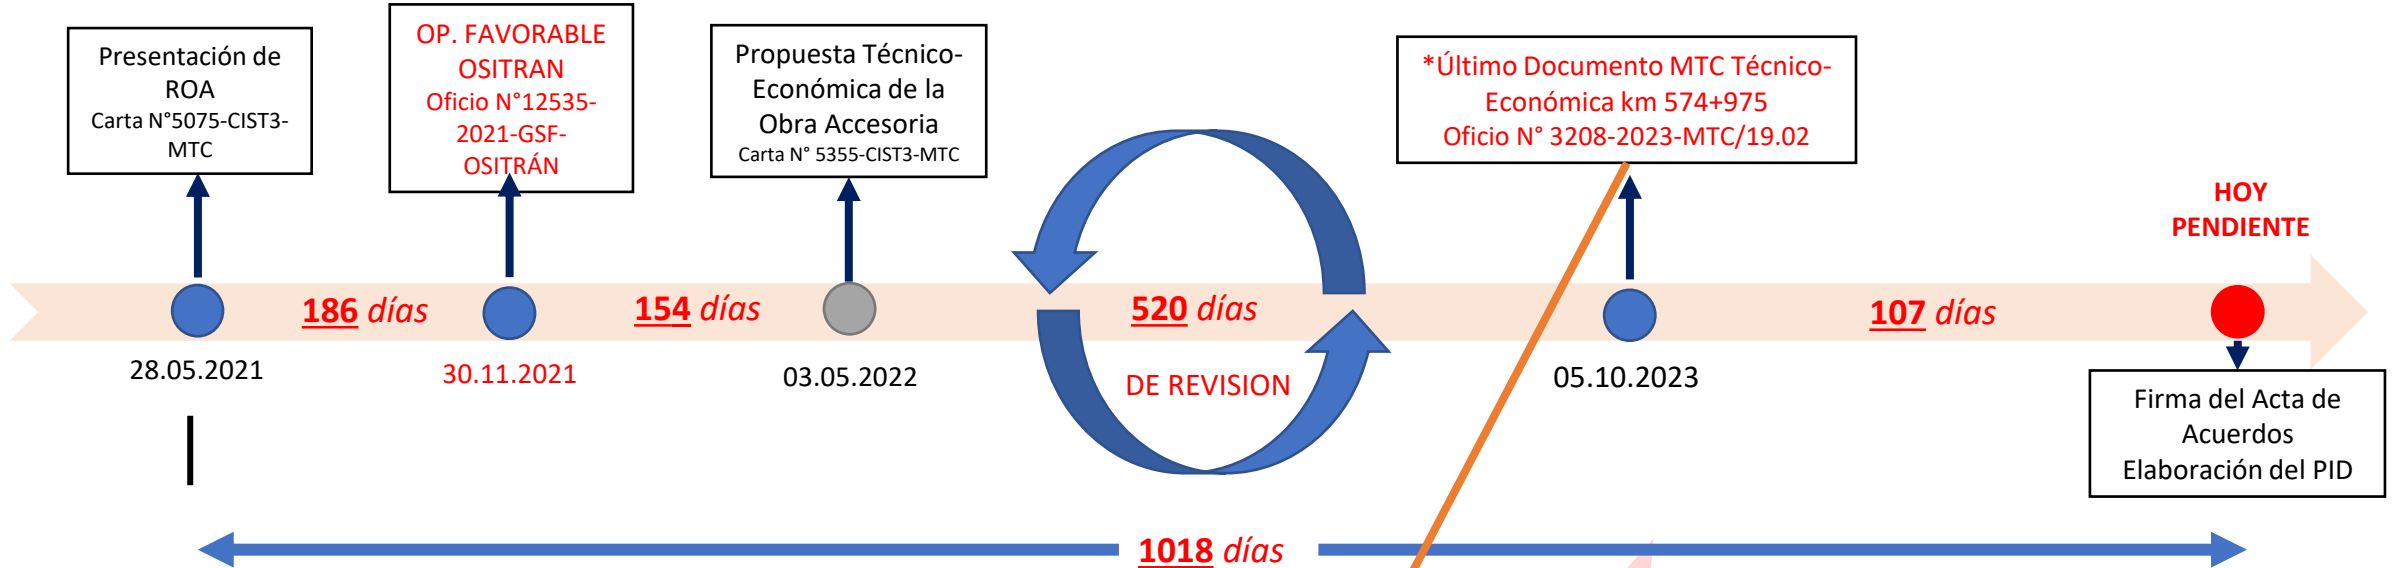 Presentación de
ROA
Carta N°5075-CIST3-
MTC
OP. FAVORABLE
OSITRAN
Oficio N°12535-
2021-GSF-
OSITRÁN
Propuesta Técnico-
Económica de la
Obra Accesoria
Carta N° 5355-CIST3-MTC
*Último Documento MTC Técnico-
Económica km 574+975
Oficio N° 3208-2023-MTC/19.02
HOY
PENDIENTE
186 días
154 días
520 días
107 días
28.05.2021
30.11.2021
03.05.2022
DE REVISION
05.10.2023
Firma del Acta de
Acuerdos
Elaboración del PID
1018 días